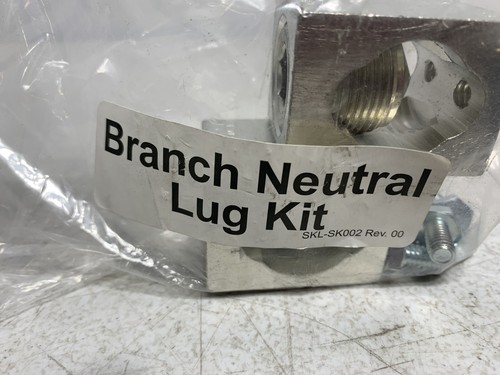 Branch Neutral
Lug Kit
SKL-SK002 Rev. 00